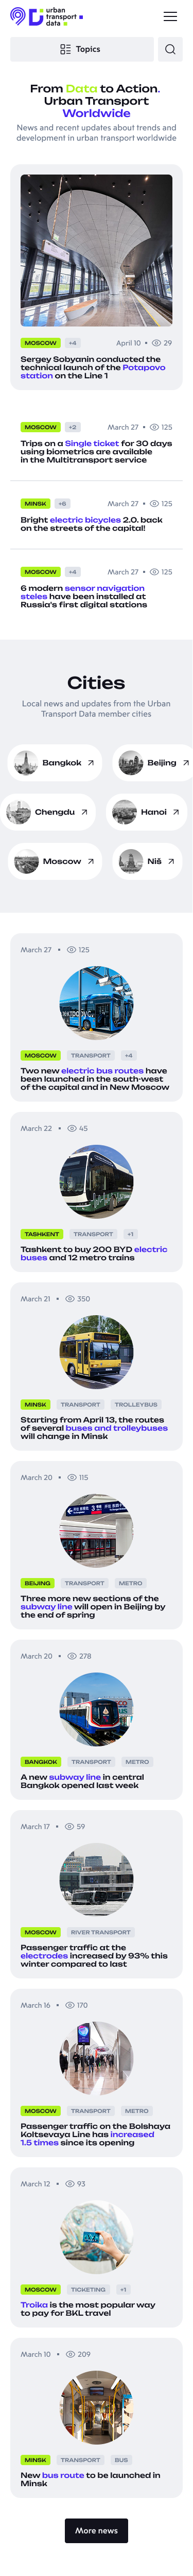 urban
transport
data
Topics
From Data to Action.
Urban Transport
Worldwide
News and recent updates about trends and
development in urban transport worldwide
MOSCOW +4 April 10 • 29
Sergey Sobyanin conducted the
technical launch of the Potapovo
station on the Line 1
MOSCOW +2 March 27 • 125
Trips on a Single ticket for 30 days
using biometrics are available
in the Multitransport service
MINSK +6 March 27 • 125
Bright electric bicycles 2.0. back
on the streets of the capital!
MOSCOW +4 March 27 • 125
6 modern sensor navigation
steles have been installed at
Russia's first digital stations
Cities
Local news and updates from the Urban
Transport Data member cities
Bangkok Beijing
Chengdu Hanoi
Moscow Niš
March 27 • 125
MOSCOW TRANSPORT +4
Two new electric bus routes have
been launched in the south-west
of the capital and in New Moscow
March 22 • 45
TASHKENT TRANSPORT +1
Tashkent to buy 200 BYD electric
buses and 12 metro trains
March 21 • 350
MINSK TRANSPORT TROLLEYBUS
Starting from April 13, the routes
of several buses and trolleybuses
will change in Minsk
March 20 • 115
BEIJING TRANSPORT METRO
Three more new sections of the
subway line will open in Beijing by
the end of spring
March 20 • 278
BANGKOK TRANSPORT METRO
A new subway line in central
Bangkok opened last week
March 17 • 59
MOSCOW RIVER TRANSPORT
Passenger traffic at the
electrodes increased by 93% this
winter compared to last
March 16 • 170
MOSCOW TRANSPORT METRO
Passenger traffic on the Bolshaya
Koltsevaya Line has increased
1.5 times since its opening
March 12 • 93
MOSCOW TICKETING +1
Troika is the most popular way
to pay for BKL travel
March 10 • 209
MINSK TRANSPORT BUS
New bus route to be launched in
Minsk
More news